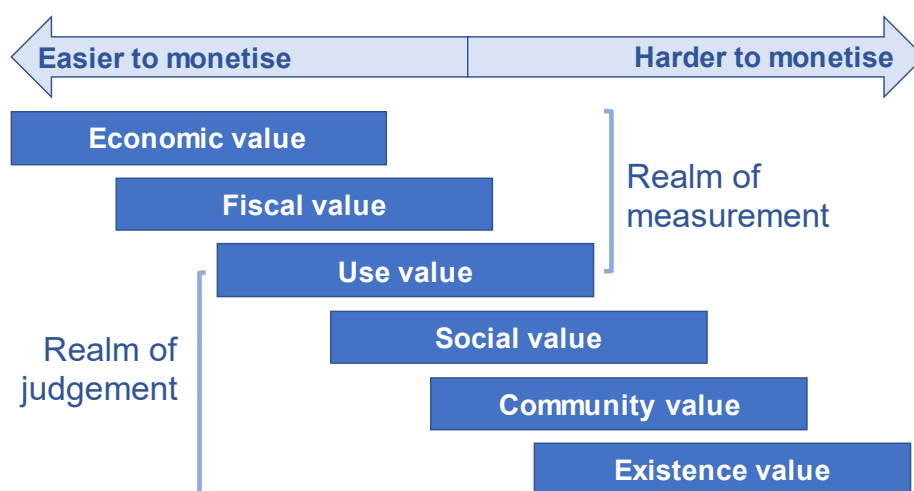 Easier to monetise
Harder to monetise
Economic value
Fiscal value
Realm of
measurement
Use value
Social value
Realm of
judgement
Community value
Existence value